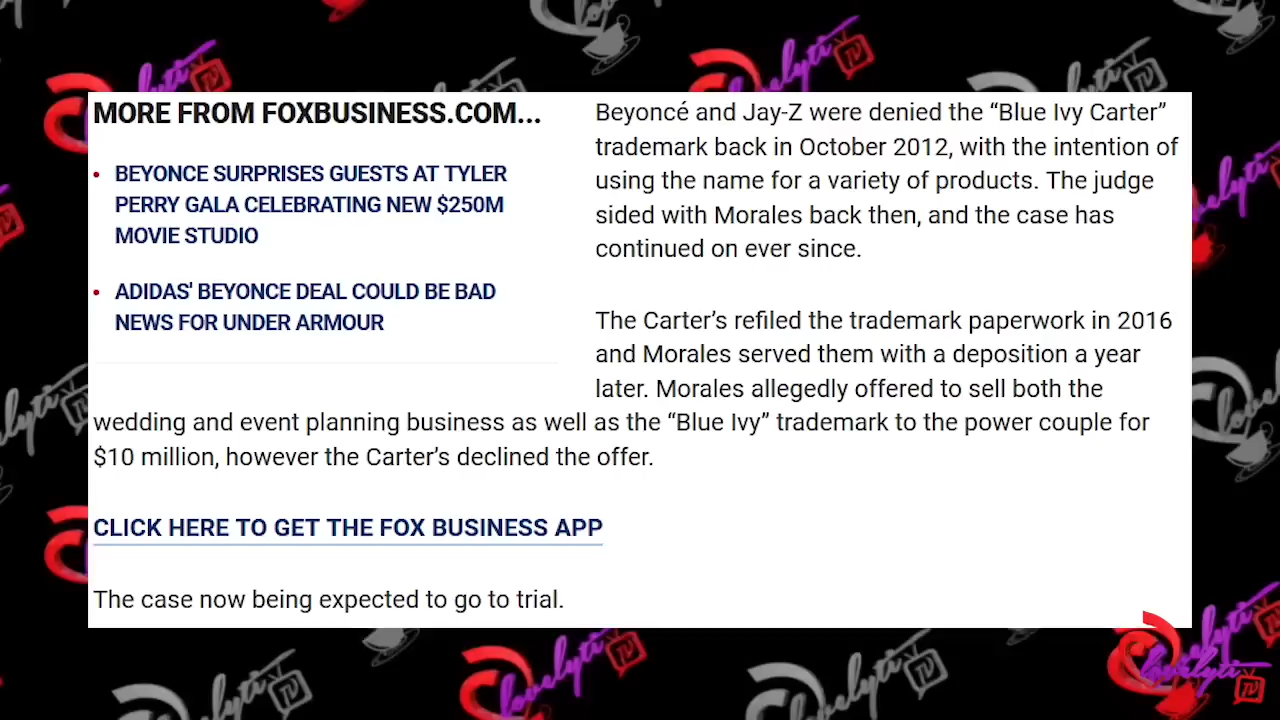 MORE FROM FOXBUSINESS.COM...
• BEYONCE SURPRISES GUESTS AT TYLER
PERRY GALA CELEBRATING NEW $250M
MOVIE STUDIO
• ADIDAS' BEYONCE DEAL COULD BE BAD
NEWS FOR UNDER ARMOUR
Beyoncé and Jay-Z were denied the “Blue Ivy Carter”
trademark back in October 2012, with the intention of
using the name for a variety of products. The judge
sided with Morales back then, and the case has
continued on ever since.
The Carter’s refiled the trademark paperwork in 2016
and Morales served them with a deposition a year
later. Morales allegedly offered to sell both the
wedding and event planning business as well as the “Blue Ivy” trademark to the power couple for
$10 million, however the Carter’s declined the offer.
CLICK HERE TO GET THE FOX BUSINESS APP
The case now being expected to go to trial.
lovelyti TV